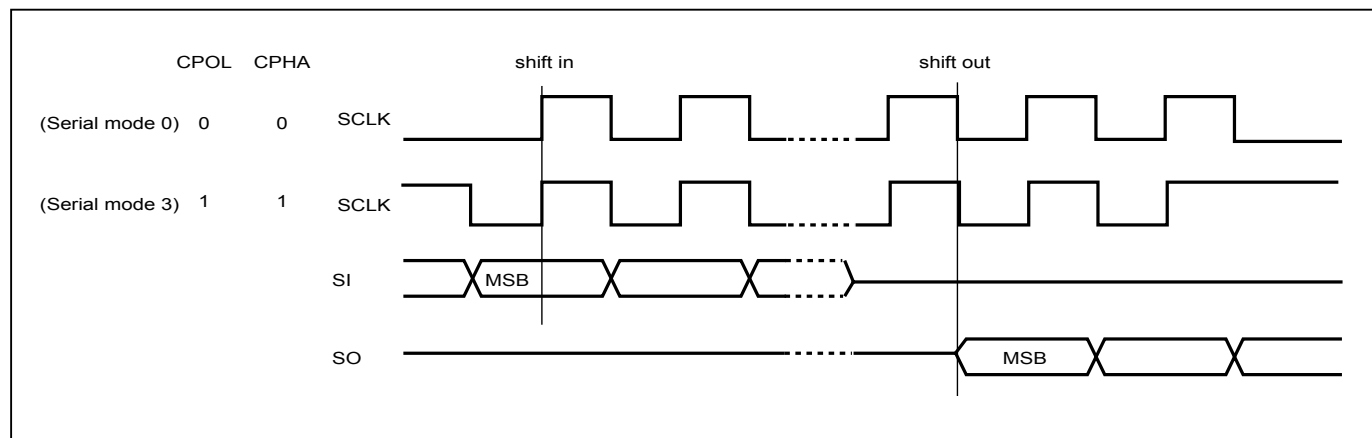 CPOL CPHA shift in shift out
(Serial mode 0) 0 0 SCLK
(Serial mode 3) 1 1 SCLK
SI MSB
SO MSB